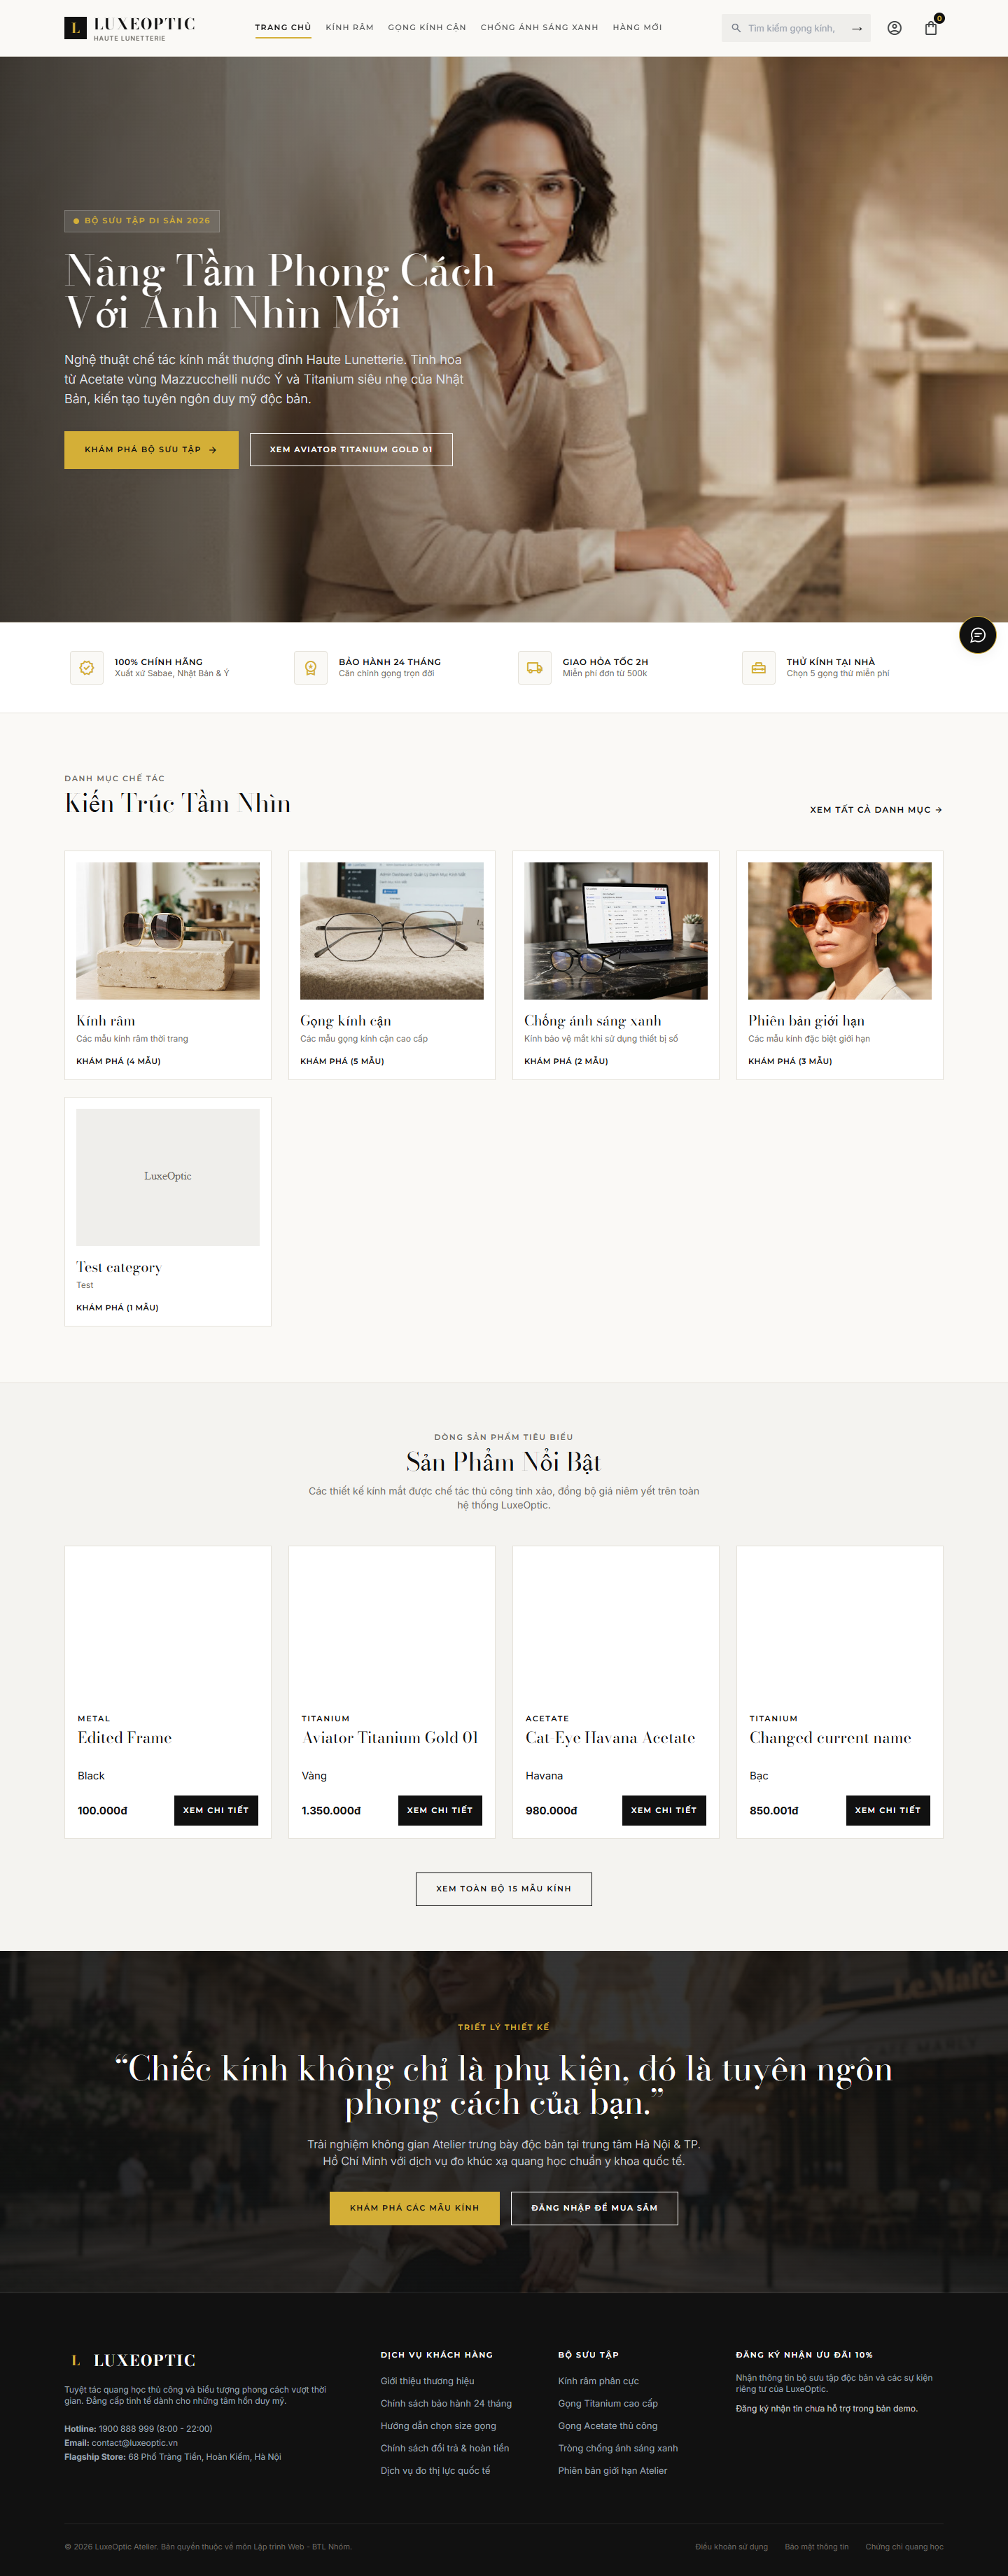 L LUXEOPTIC
HAUTE LUNETTERIE
TRANG CHỦ KÍNH RÂM GỌNG KÍNH CẬN CHỐNG ÁNH SÁNG XANH HÀNG MỚI
Tìm kiếm gọng kính, →
0
BỘ SƯU TẬP DI SẢN 2026
Nâng Tầm Phong Cách
Với Ánh Nhìn Mới
Nghệ thuật chế tác kính mắt thượng đỉnh Haute Lunetterie. Tinh hoa
từ Acetate vùng Mazzucchelli nước Ý và Titanium siêu nhẹ của Nhật
Bản, kiến tạo tuyên ngôn duy mỹ độc bản.
KHÁM PHÁ BỘ SƯU TẬP →
XEM AVIATOR TITANIUM GOLD 01
100% CHÍNH HÃNG
Xuất xứ Sabae, Nhật Bản & Ý
BẢO HÀNH 24 THÁNG
Cân chỉnh gọng trọn đời
GIAO HỎA TỐC 2H
Miễn phí đơn từ 500k
THỬ KÍNH TẠI NHÀ
Chọn 5 gọng thử miễn phí
DANH MỤC CHẾ TÁC
Kiến Trúc Tầm Nhìn
XEM TẤT CẢ DANH MỤC →
Kính râm
Các mẫu kính râm thời trang
KHÁM PHÁ (4 MẪU)
Gọng kính cận
Các mẫu gọng kính cận cao cấp
KHÁM PHÁ (5 MẪU)
Chống ánh sáng xanh
Kính bảo vệ mắt khi sử dụng thiết bị số
KHÁM PHÁ (2 MẪU)
Phiên bản giới hạn
Các mẫu kính đặc biệt giới hạn
KHÁM PHÁ (3 MẪU)
LuxeOptic
Test category
Test
KHÁM PHÁ (1 MẪU)
DÒNG SẢN PHẨM TIÊU BIỂU
Sản Phẩm Nổi Bật
Các thiết kế kính mắt được chế tác thủ công tinh xảo, đồng bộ giá niêm yết trên toàn
hệ thống LuxeOptic.
METAL
Edited Frame
Black
100.000đ
XEM CHI TIẾT
TITANIUM
Aviator Titanium Gold 01
Vàng
1.350.000đ
XEM CHI TIẾT
ACETATE
Cat-Eye Havana Acetate
Havana
980.000đ
XEM CHI TIẾT
TITANIUM
Changed current name
Bạc
850.001đ
XEM CHI TIẾT
XEM TOÀN BỘ 15 MẪU KÍNH
TRIẾT LÝ THIẾT KẾ
“Chiếc kính không chỉ là phụ kiện, đó là tuyên ngôn
phong cách của bạn.”
Trải nghiệm không gian Atelier trưng bày độc bản tại trung tâm Hà Nội & TP.
Hồ Chí Minh với dịch vụ đo khúc xạ quang học chuẩn y khoa quốc tế.
KHÁM PHÁ CÁC MẪU KÍNH
ĐĂNG NHẬP ĐỂ MUA SẮM
L LUXEOPTIC
Tuyệt tác quang học thủ công và biểu tượng phong cách vượt thời
gian. Đẳng cấp tinh tế dành cho những tâm hồn duy mỹ.
Hotline: 1900 888 999 (8:00 - 22:00)
Email: contact@luxeoptic.vn
Flagship Store: 68 Phố Tràng Tiền, Hoàn Kiếm, Hà Nội
DỊCH VỤ KHÁCH HÀNG
Giới thiệu thương hiệu
Chính sách bảo hành 24 tháng
Hướng dẫn chọn size gọng
Chính sách đổi trả & hoàn tiền
Dịch vụ đo thị lực quốc tế
BỘ SƯU TẬP
Kính râm phân cực
Gọng Titanium cao cấp
Gọng Acetate thủ công
Tròng chống ánh sáng xanh
Phiên bản giới hạn Atelier
ĐĂNG KÝ NHẬN ƯU ĐÃI 10%
Nhận thông tin bộ sưu tập độc bản và các sự kiện
riêng tư của LuxeOptic.
Đăng ký nhận tin chưa hỗ trợ trong bản demo.
© 2026 LuxeOptic Atelier. Bản quyền thuộc về môn Lập trình Web - BTL Nhóm.
Điều khoản sử dụng Bảo mật thông tin Chứng chỉ quang học